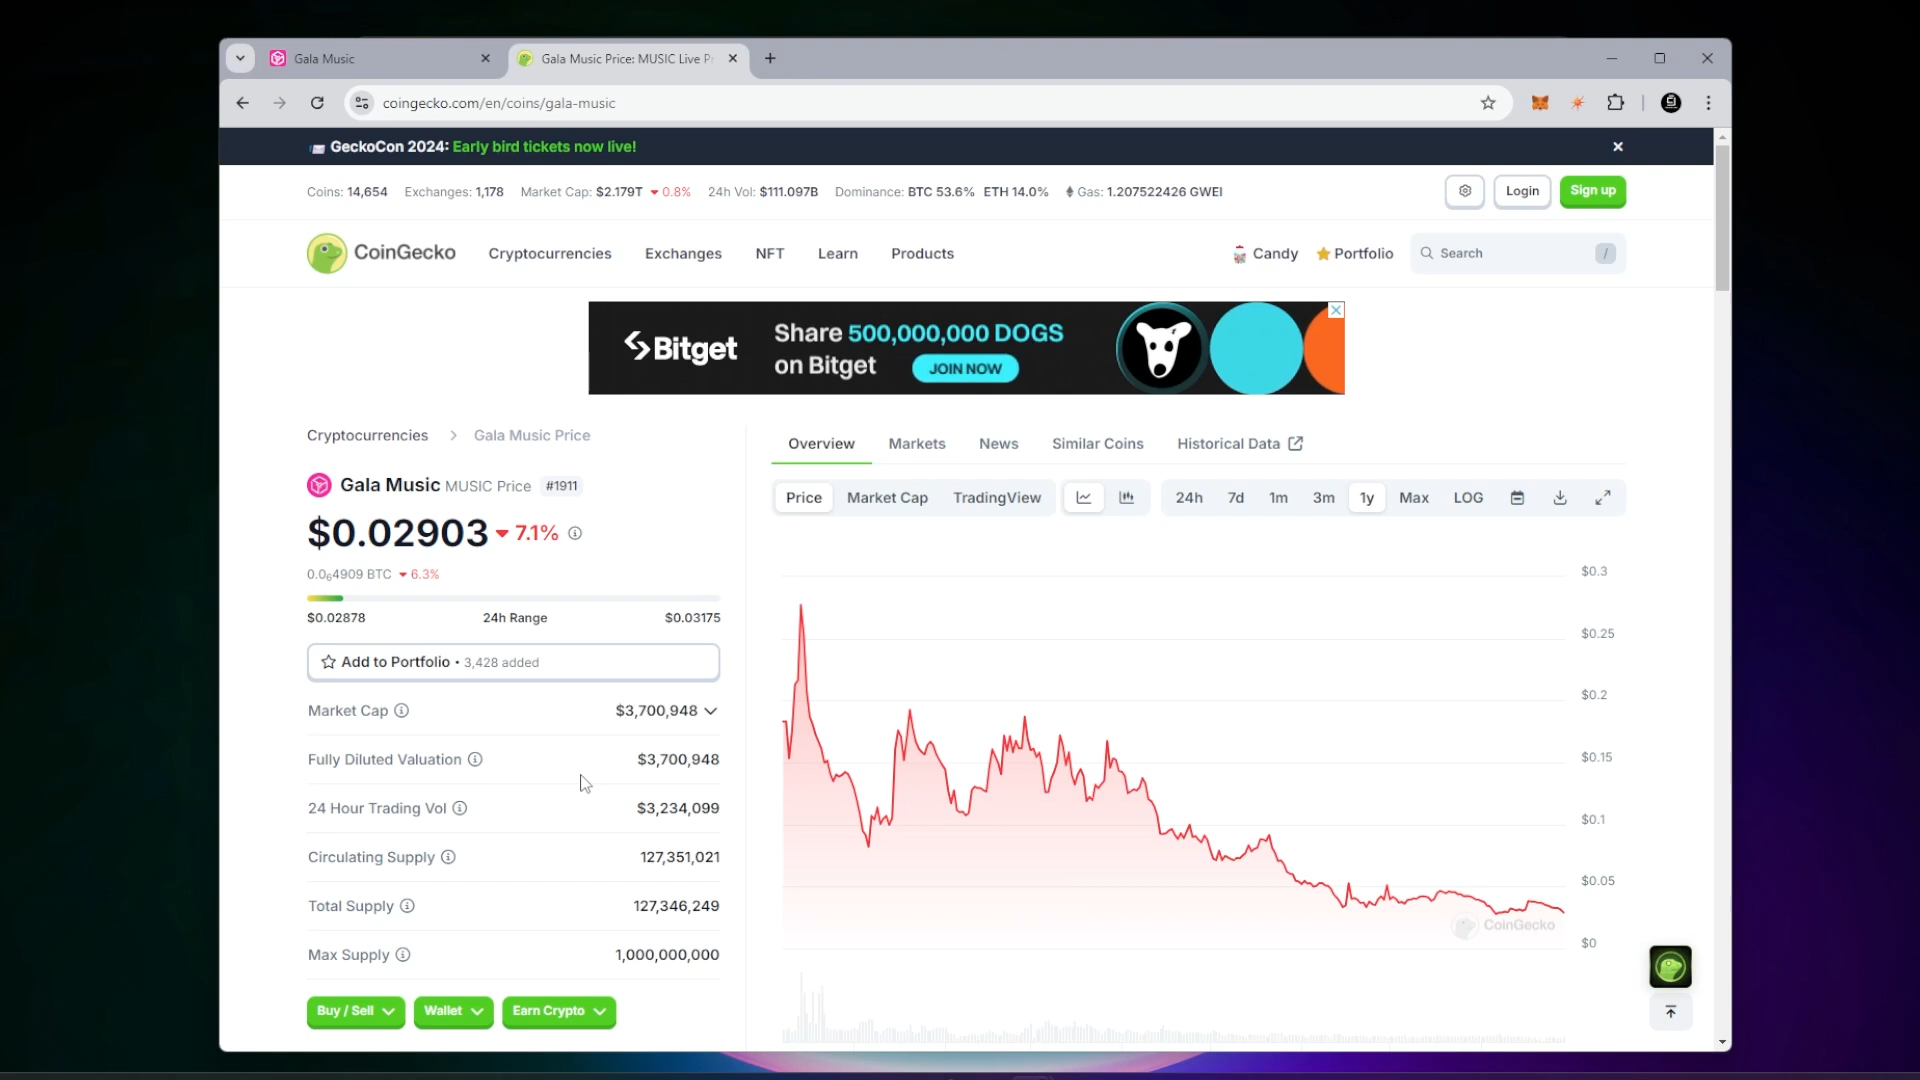 Gala Music
Gala Music Price: MUSIC Live P
coingecko.com/en/coins/gala-music
GeckoCon 2024: Early bird tickets now live!
Coins: 14,654 Exchanges: 1,178 Market Cap: $2.179T 0.8% 24h Vol: $111.097B Dominance: BTC 53.6% ETH 14.0% Gas: 1.207522426 GWEI
Login
Sign up
CoinGecko
Cryptocurrencies Exchanges NFT Learn Products
Candy Portfolio
Search /
Bitget
Share 500,000,000 DOGS
on Bitget
JOIN NOW
Cryptocurrencies > Gala Music Price
Gala Music MUSIC Price #1911
$0.02903 7.1%
0.0₆4909 BTC 6.3%
$0.02878 24h Range $0.03175
Add to Portfolio • 3,428 added
Market Cap $3,700,948
Fully Diluted Valuation $3,700,948
24 Hour Trading Vol $3,234,099
Circulating Supply 127,351,021
Total Supply 127,346,249
Max Supply 1,000,000,000
Buy / Sell Wallet Earn Crypto
Overview Markets News Similar Coins Historical Data
Price Market Cap TradingView 24h 7d 1m 3m 1y Max LOG
$0.3
$0.25
$0.2
$0.15
$0.1
$0.05
CoinGecko
$0